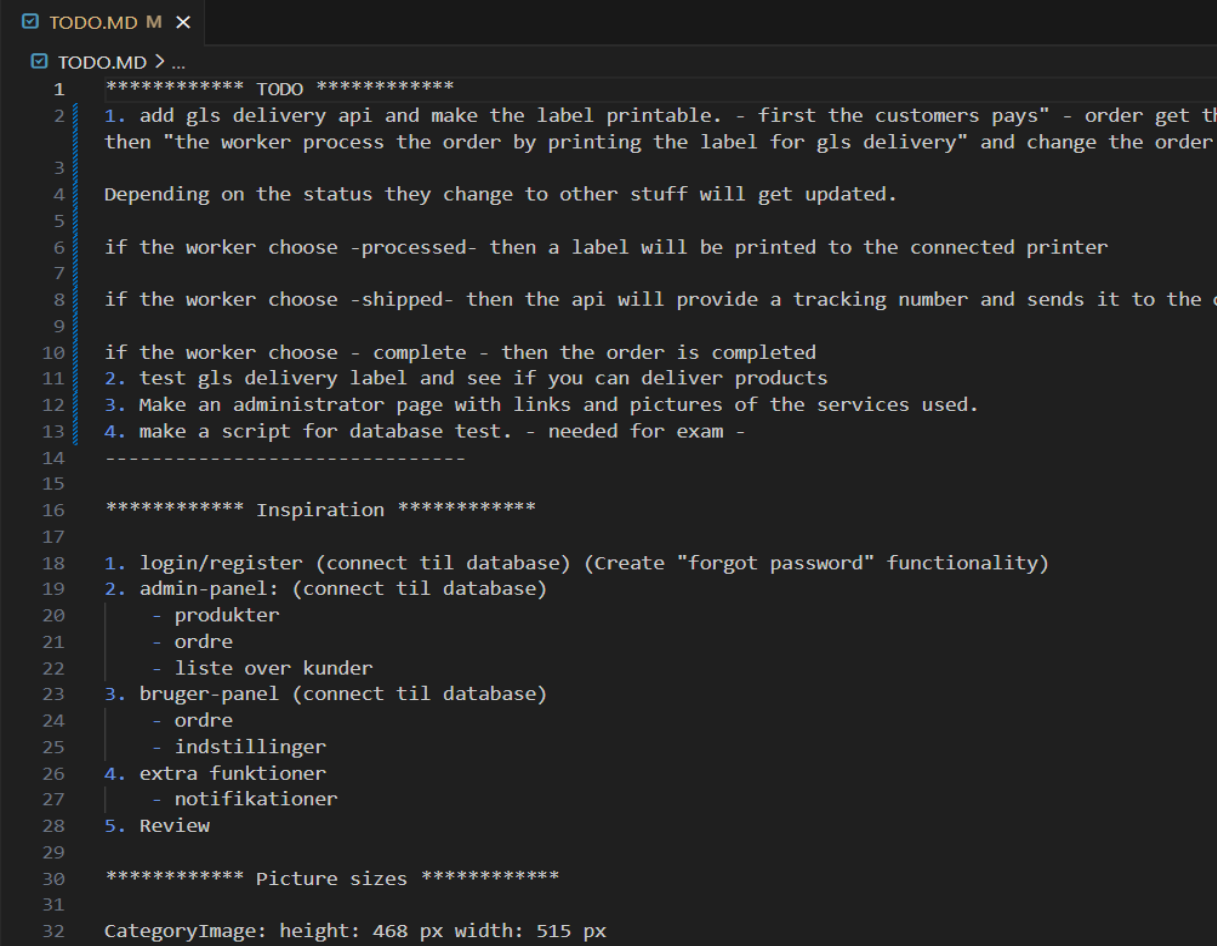 TODO.MD M
TODO.MD > ...
1 ************ TODO ************
2 1. add gls delivery api and make the label printable. - first the customers pays" - order get
then "the worker process the order by printing the label for gls delivery" and change the order
3
4 Depending on the status they change to other stuff will get updated.
5
6 if the worker choose -processed- then a label will be printed to the connected printer
7
8 if the worker choose -shipped- then the api will provide a tracking number and sends it to the
9
10 if the worker choose - complete - then the order is completed
11 2. test gls delivery label and see if you can deliver products
12 3. Make an administrator page with links and pictures of the services used.
13 4. make a script for database test. - needed for exam -
14 -------------------------------
15
16 ************ Inspiration ************
17
18 1. login/register (connect til database) (Create "forgot password" functionality)
19 2. admin-panel: (connect til database)
20 - produkter
21 - ordre
22 - liste over kunder
23 3. bruger-panel (connect til database)
24 - ordre
25 - indstillinger
26 4. extra funktioner
27 - notifikationer
28 5. Review
29
30 ************ Picture sizes ************
31
32 CategoryImage: height: 468 px width: 515 px